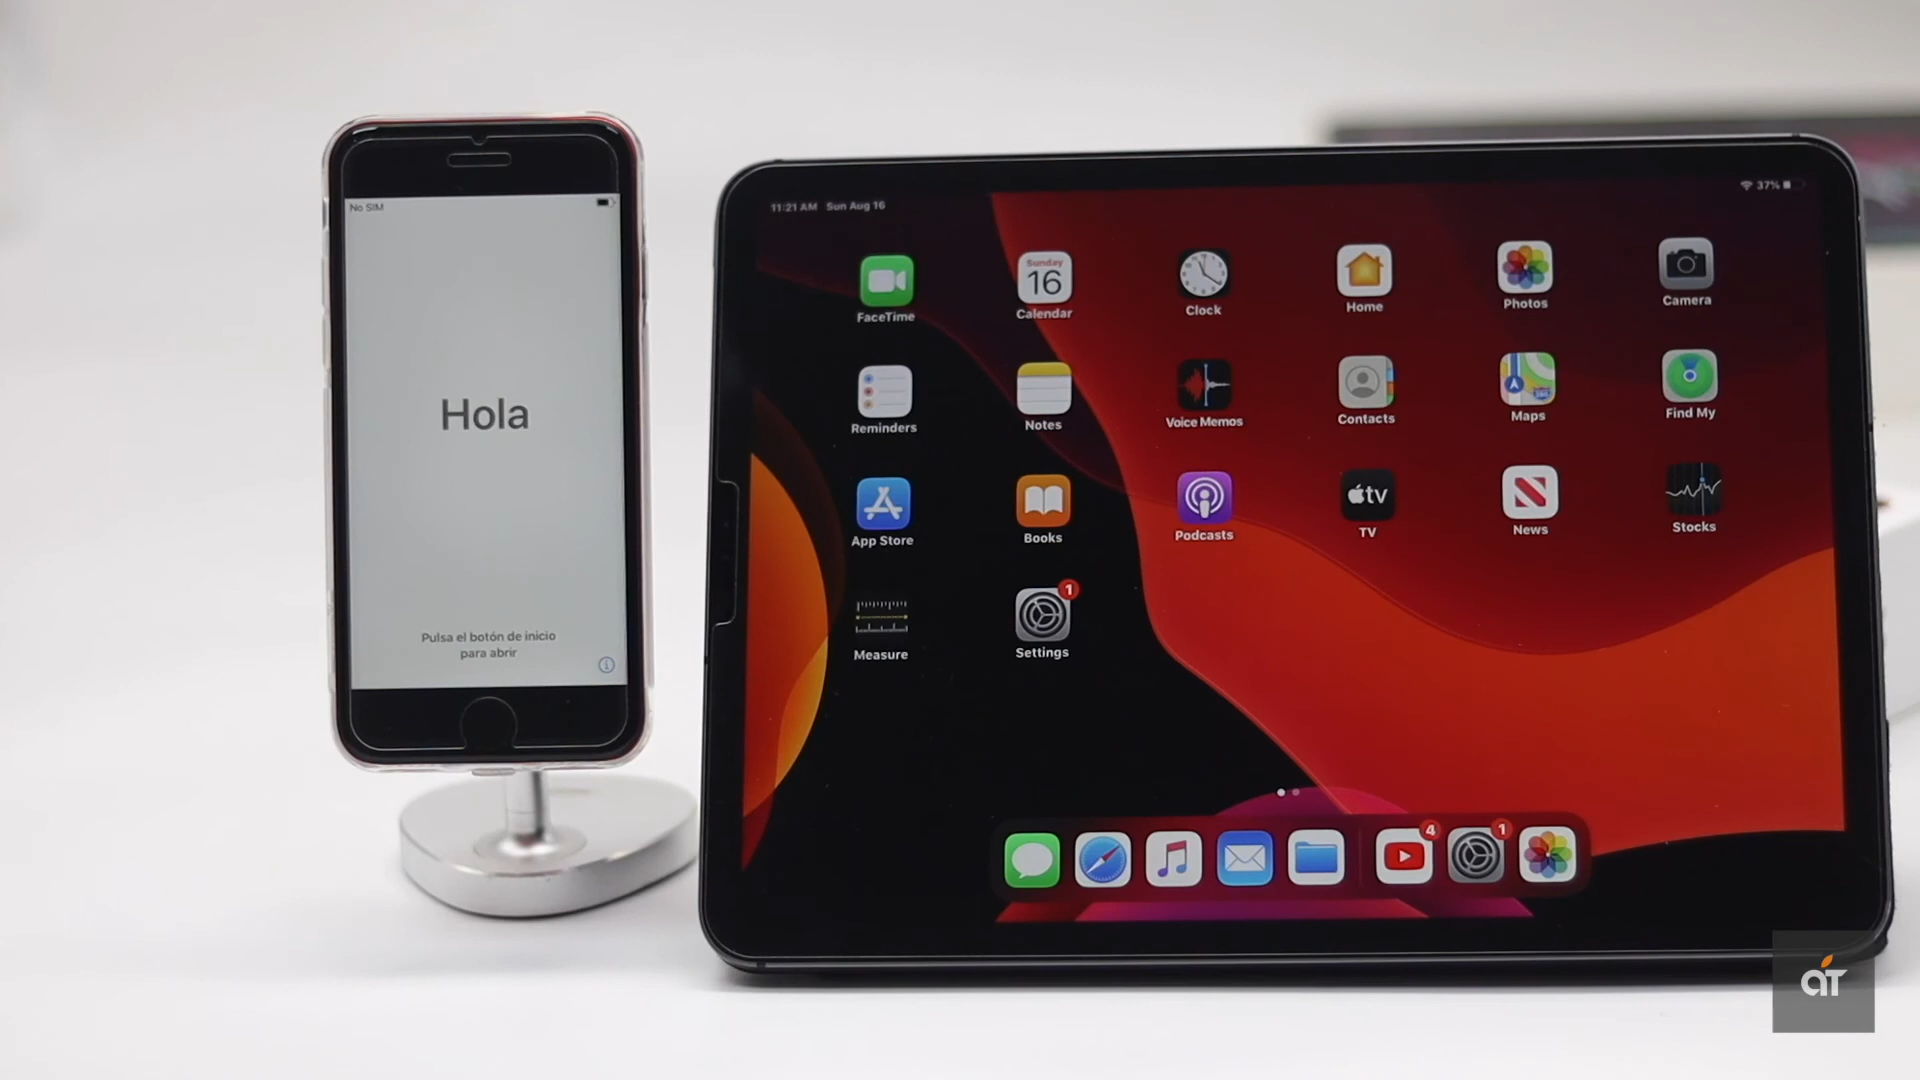 No SIM
Hola
Pulsa el botón de inicio
para abrir
11:21 AM Sun Aug 16
37%
FaceTime
Sunday
16
Calendar
Clock
Home
Photos
Camera
Reminders
Notes
Voice Memos
Contacts
Maps
Find My
App Store
Books
Podcasts
tv
TV
News
Stocks
Measure
1
Settings
4
1
aT